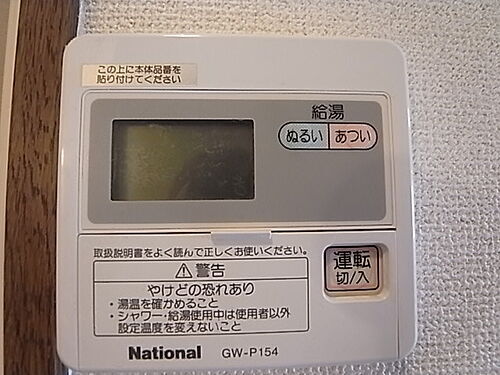 この上に本体品番を
貼り付けてください
給湯
ぬるい あつい
取扱説明書をよく読んで正しくお使いください。
⚠警告
やけどの恐れあり
・湯温を確かめること
・シャワー・給湯使用中は使用者以外
設定温度を変えないこと
運転
切/入
National GW-P154